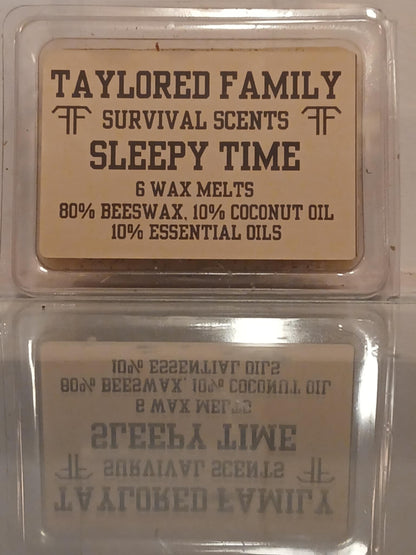 TAYLORED FAMILY
SURVIVAL SCENTS
SLEEPY TIME
6 WAX MELTS
80% BEESWAX, 10% COCONUT OIL
10% ESSENTIAL OILS